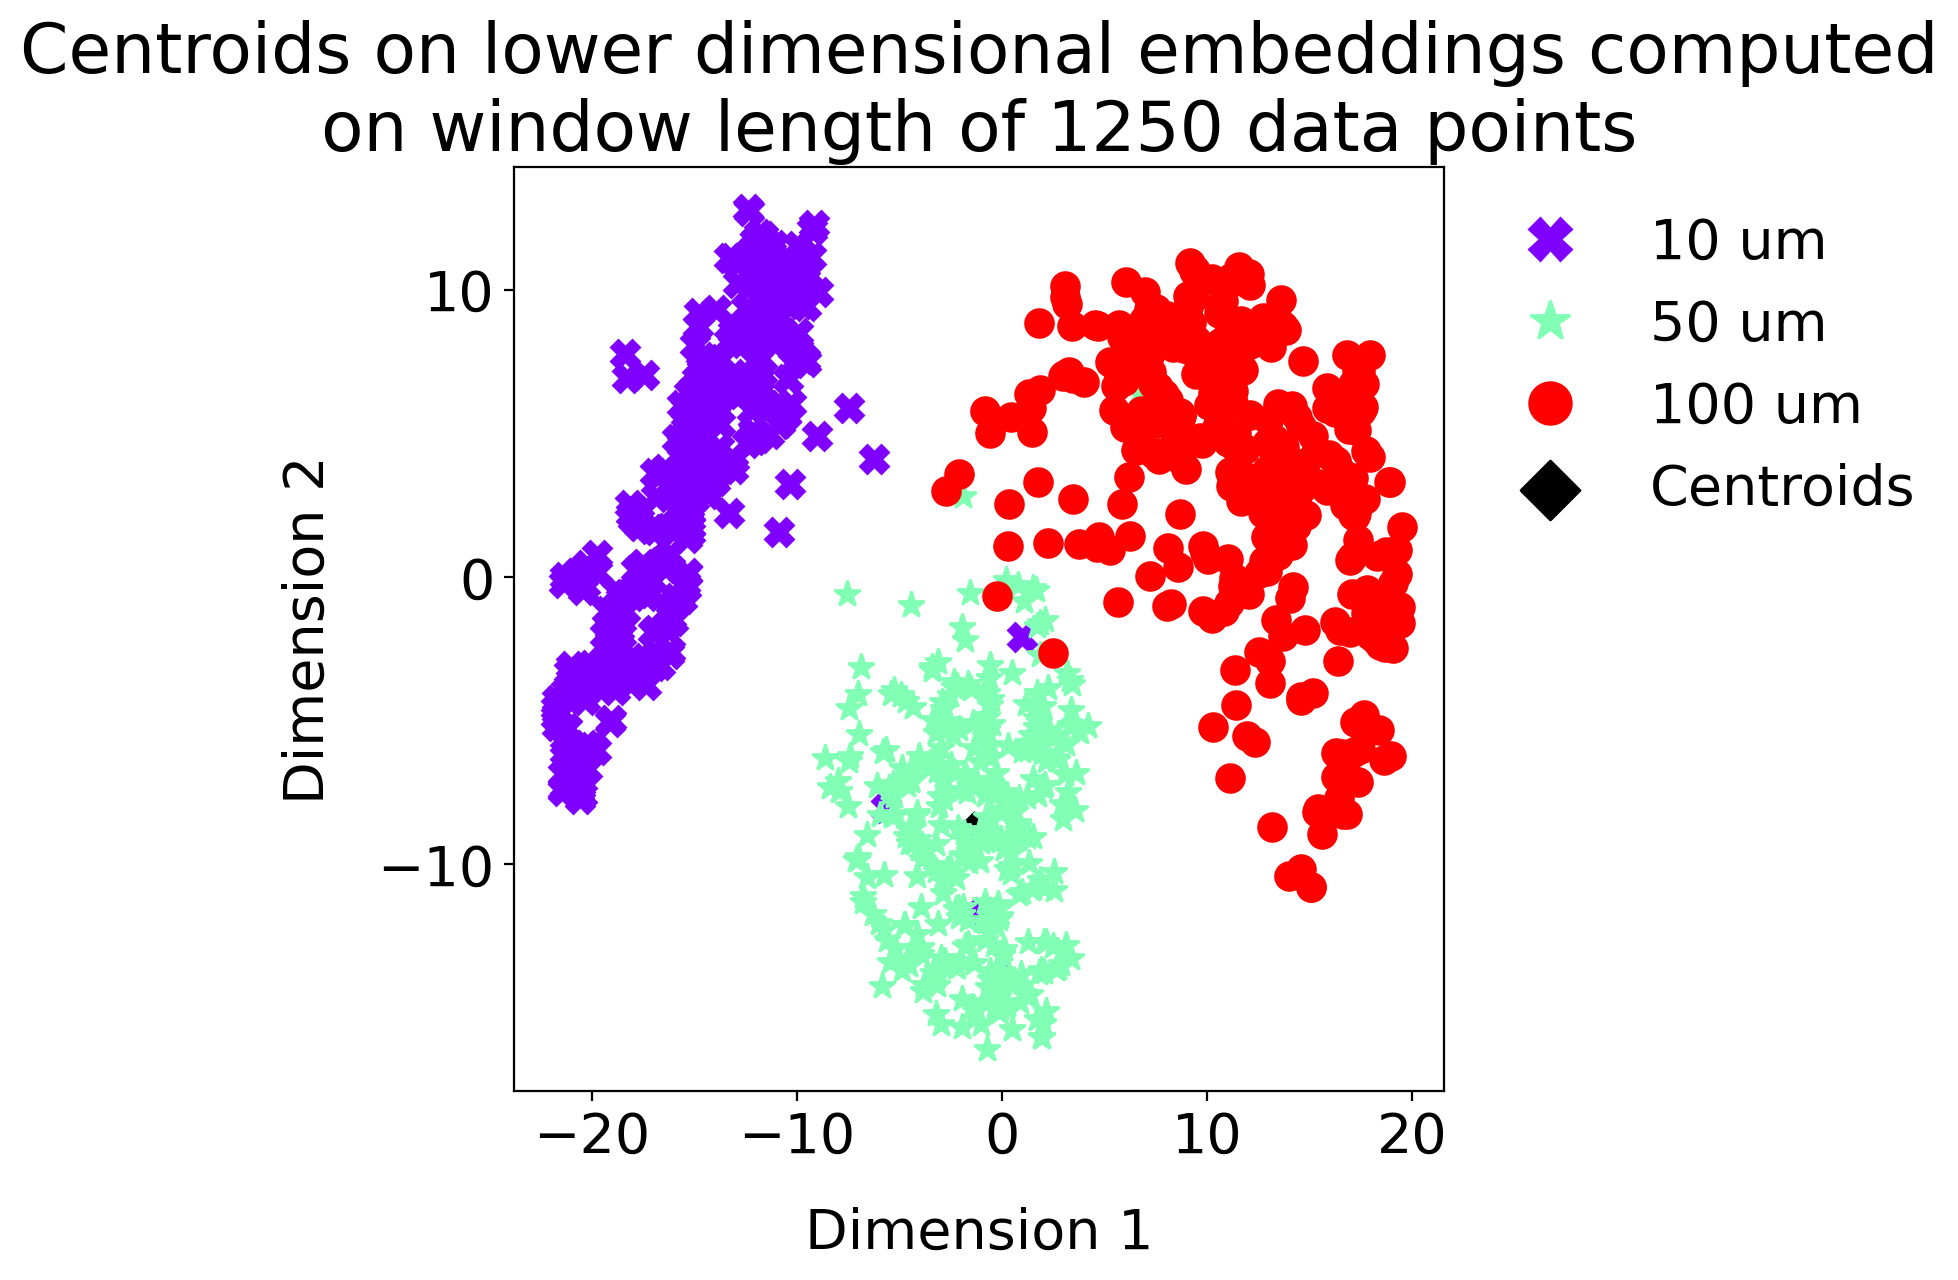 Centroids on lower dimensional embeddings computed
on window length of 1250 data points
10 um
50 um
100 um
Centroids
Dimension 2
10
0
−10
−20
−10
0
10
20
Dimension 1